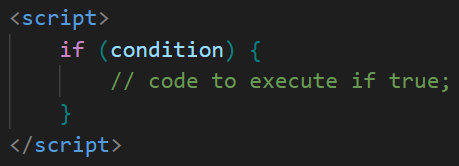 <script>
    if (condition) {
        // code to execute if true;
    }
</script>